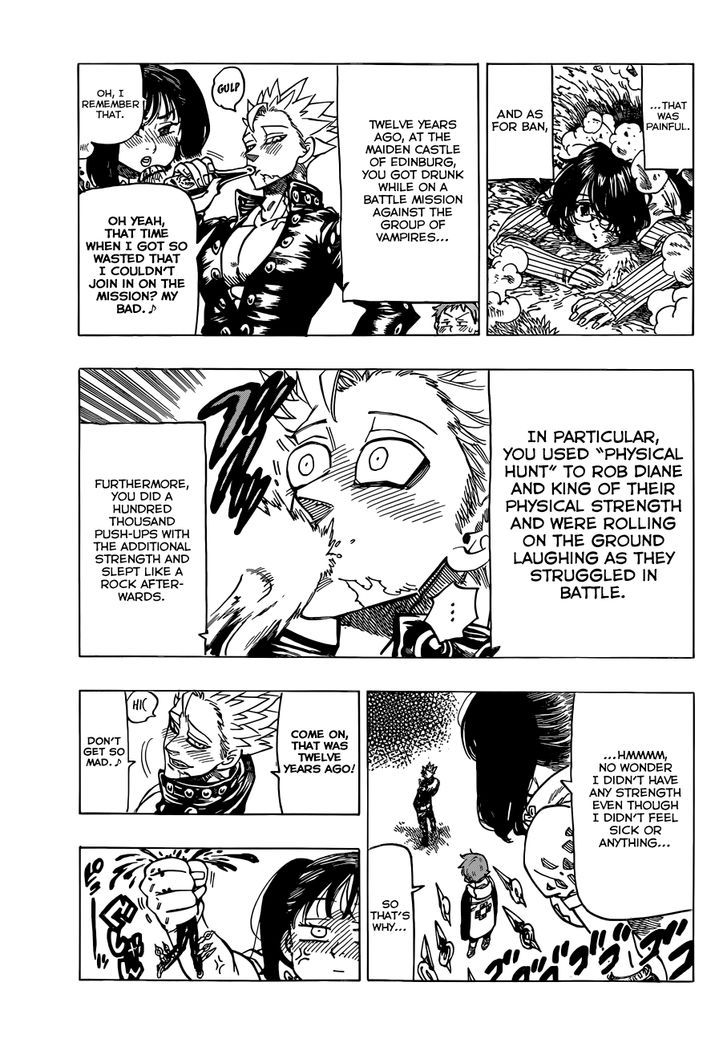 ...THAT
WAS
PAINFUL.
AND AS
FOR BAN,
TWELVE YEARS
AGO, AT THE
MAIDEN CASTLE
OF EDINBURG,
YOU GOT DRUNK
WHILE ON A
BATTLE MISSION
AGAINST THE
GROUP OF
VAMPIRES...
GULP
OH, I
REMEMBER
THAT.
OH YEAH,
THAT TIME
WHEN I GOT SO
WASTED THAT
I COULDN'T
JOIN IN ON THE
MISSION? MY
BAD.♪
IN PARTICULAR,
YOU USED "PHYSICAL
HUNT" TO ROB DIANE
AND KING OF THEIR
PHYSICAL STRENGTH
AND WERE ROLLING
ON THE GROUND
LAUGHING AS THEY
STRUGGLED IN
BATTLE.
...
FURTHERMORE,
YOU DID A
HUNDRED
THOUSAND
PUSH-UPS WITH
THE ADDITIONAL
STRENGTH AND
SLEPT LIKE A
ROCK AFTER-
WARDS.
...HMMMM,
NO WONDER
I DIDN'T HAVE
ANY STRENGTH
EVEN THOUGH
I DIDN'T FEEL
SICK OR
ANYTHING...
SO
THAT'S
WHY...
ゴゴゴゴ
COME ON,
THAT WAS
TWELVE
YEARS AGO!
HIC
DON'T
GET SO
MAD.♪